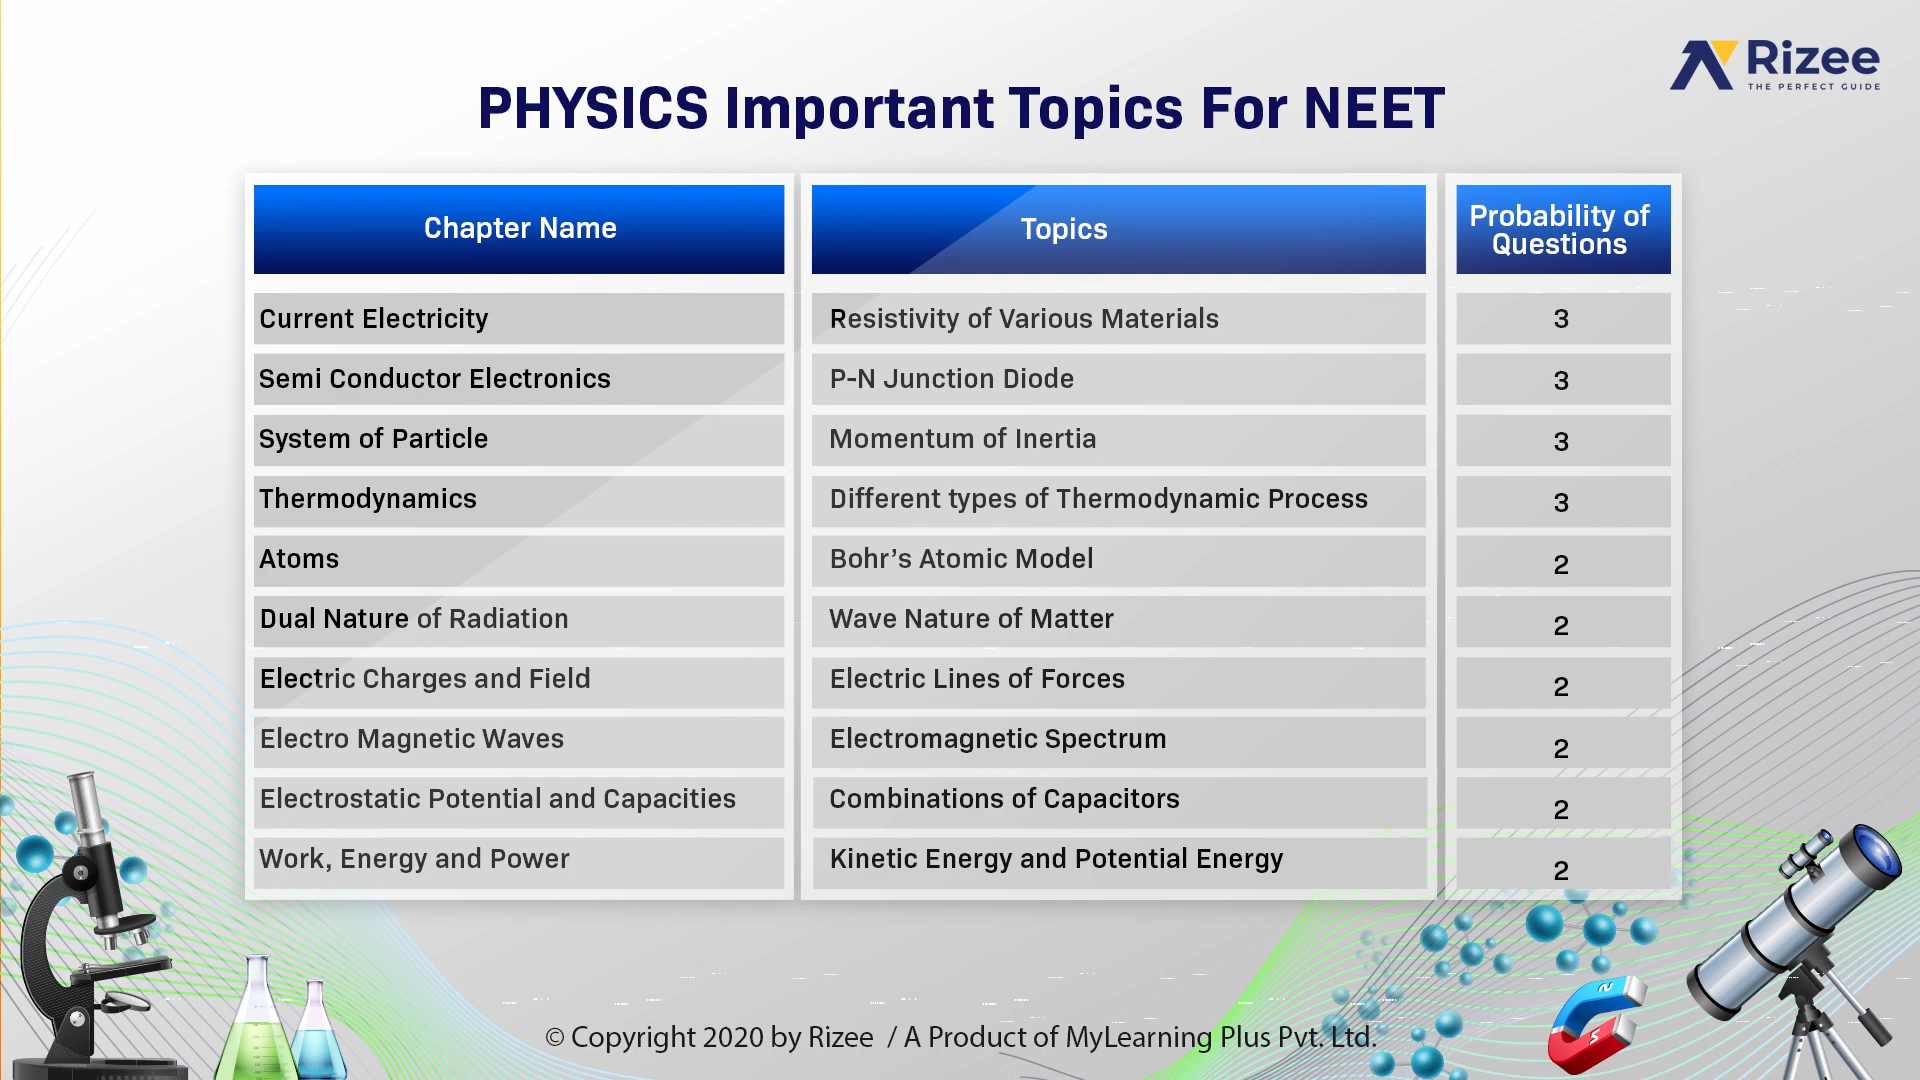 Rizee
THE PERFECT GUIDE
PHYSICS Important Topics For NEET
Chapter Name
Topics
Probability of
Questions
Current Electricity
Resistivity of Various Materials
3
Semi Conductor Electronics
P-N Junction Diode
3
System of Particle
Momentum of Inertia
3
Thermodynamics
Different types of Thermodynamic Process
3
Atoms
Bohr’s Atomic Model
2
Dual Nature of Radiation
Wave Nature of Matter
2
Electric Charges and Field
Electric Lines of Forces
2
Electro Magnetic Waves
Electromagnetic Spectrum
2
Electrostatic Potential and Capacities
Combinations of Capacitors
2
Work, Energy and Power
Kinetic Energy and Potential Energy
2
N
S
© Copyright 2020 by Rizee / A Product of MyLearning Plus Pvt. Ltd.